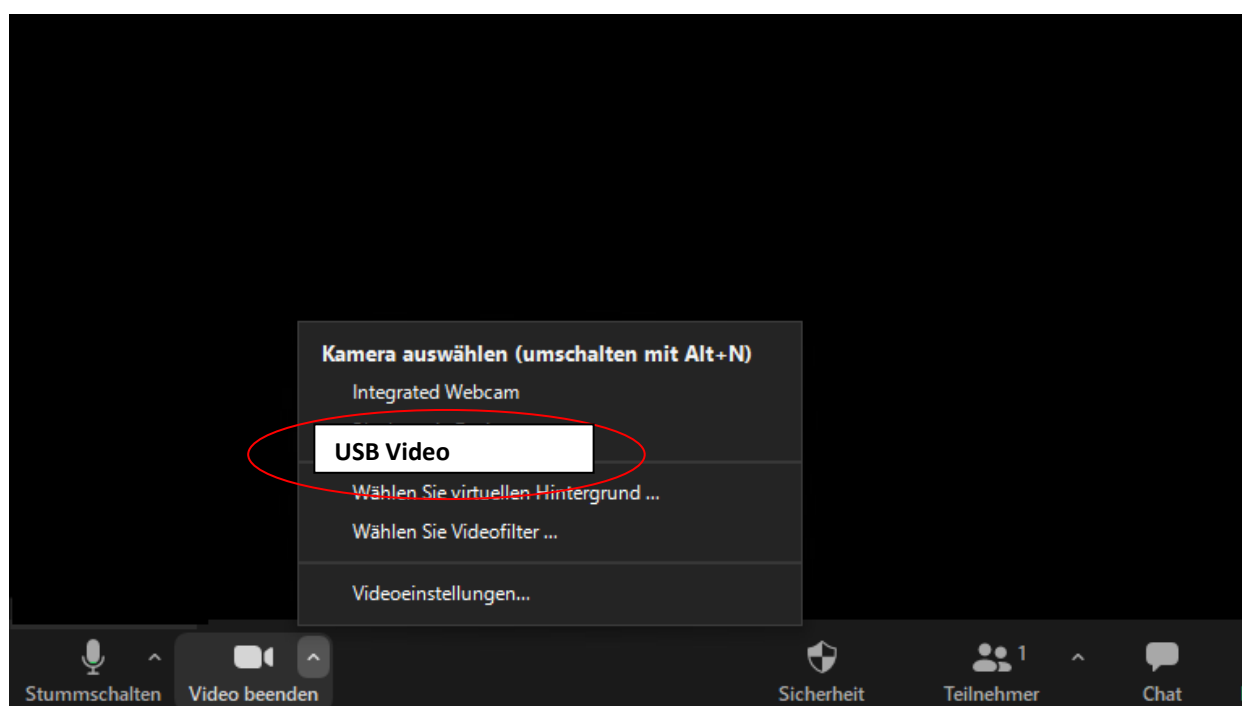 Kamera auswählen (umschalten mit Alt+N)
Integrated Webcam
USB Video
Wählen Sie virtuellen Hintergrund ...
Wählen Sie Videofilter ...
Videoeinstellungen...
1
Stummschalten
Video beenden
Sicherheit
Teilnehmer
Chat